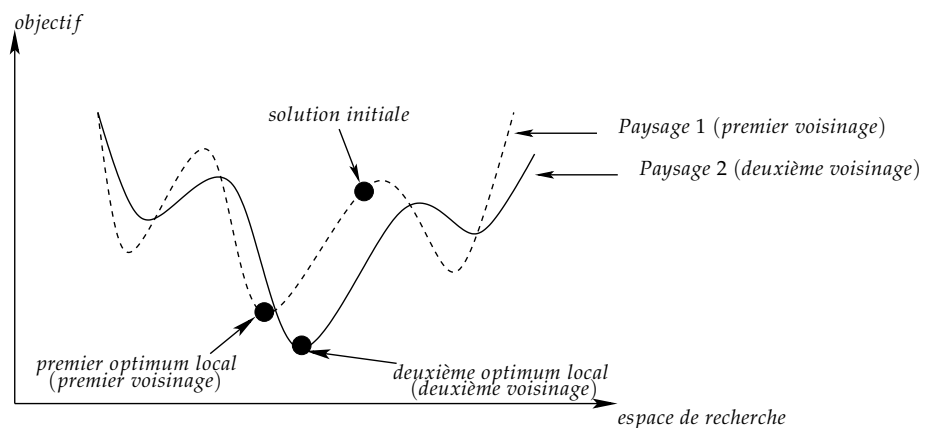 objectif
solution initiale
Paysage 1 (premier voisinage)
Paysage 2 (deuxième voisinage)
premier optimum local
(premier voisinage)
deuxième optimum local
(deuxième voisinage)
espace de recherche